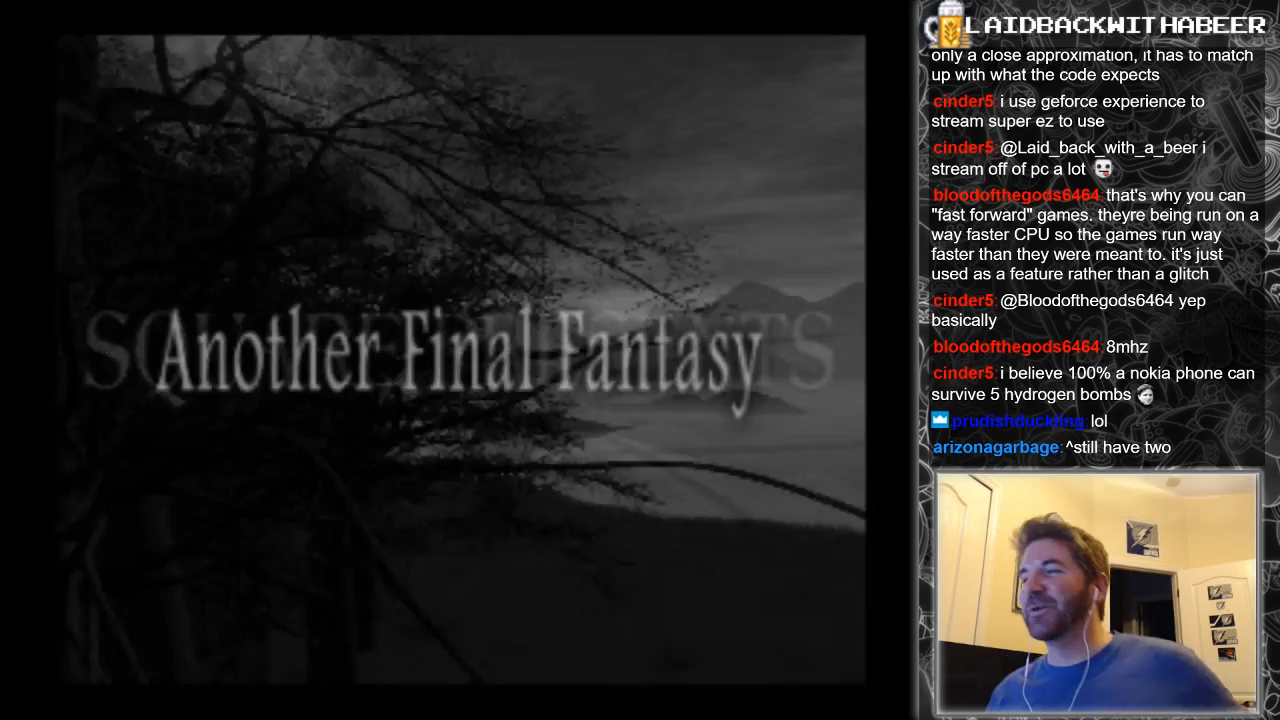 LAIDBACKWITHABEER
only a close approximation, it has to match
up with what the code expects
cinder5: i use geforce experience to
stream super ez to use
cinder5: @Laid_back_with_a_beer i
stream off of pc a lot
bloodofthegods6464: that's why you can
"fast forward" games. theyre being run on a
way faster CPU so the games run way
faster than they were meant to. it's just
used as a feature rather than a glitch
cinder5: @Bloodofthegods6464 yep
basically
bloodofthegods6464: 8mhz
cinder5: i believe 100% a nokia phone can
survive 5 hydrogen bombs
prudishduckling: lol
arizonagarbage: ^still have two
Another Final Fantasy